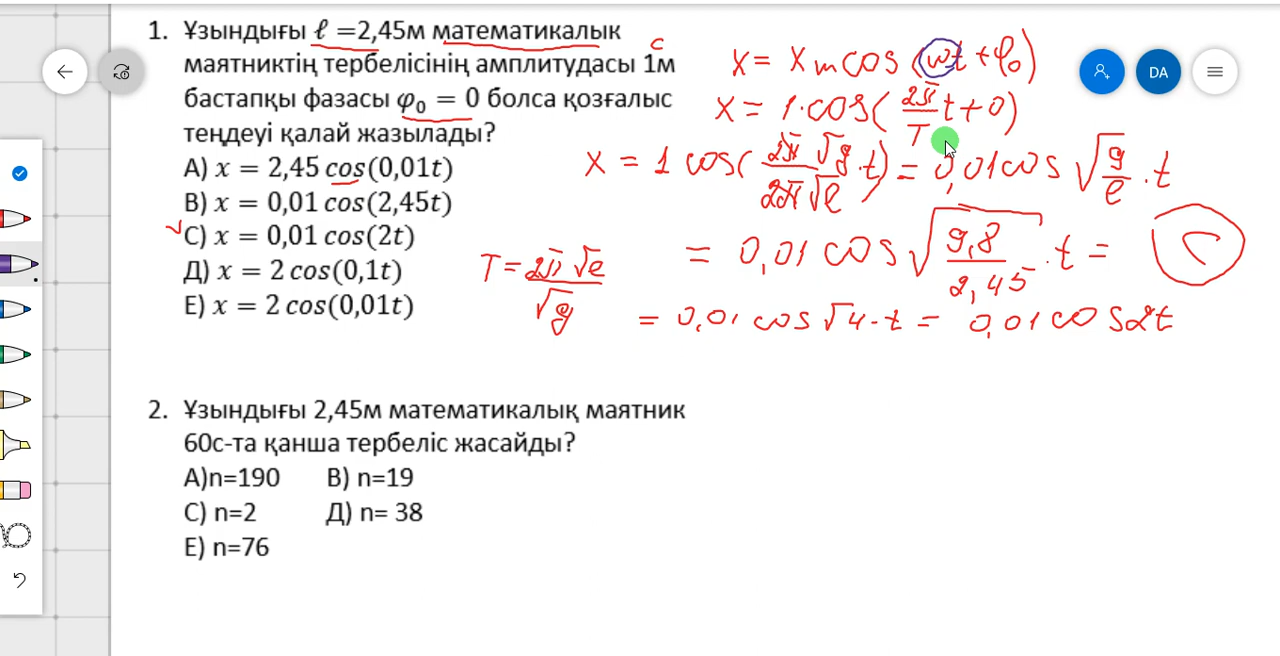 1. Ұзындығы ℓ =2,45м математикалык
маятниктің тербелісінің амплитудасы 1м
с
бастапқы фазасы φ₀ = 0 болса қозғалыс
теңдеуі қалай жазылады?
А) x = 2,45 cos(0,01t)
В) x = 0,01 cos(2,45t)
С) x = 0,01 cos(2t)
Д) x = 2 cos(0,1t)
Е) x = 2 cos(0,01t)
x = xm cos (ωt + φ₀)
x = 1·cos( 2π/T t + 0)
x = 1 cos( 2π √g / 2π √ℓ · t) = 0,01 cos √(g/ℓ) · t
= 0,01 cos √(9,8/2,45) · t =
T = 2π √ℓ / √g
= 0,01 cos √4 · t = 0,01 cos 2t
C
2. Ұзындығы 2,45м математикалық маятник
60с-та қанша тербеліс жасайды?
А)n=190 В) n=19
С) n=2 Д) n= 38
Е) n=76
DA